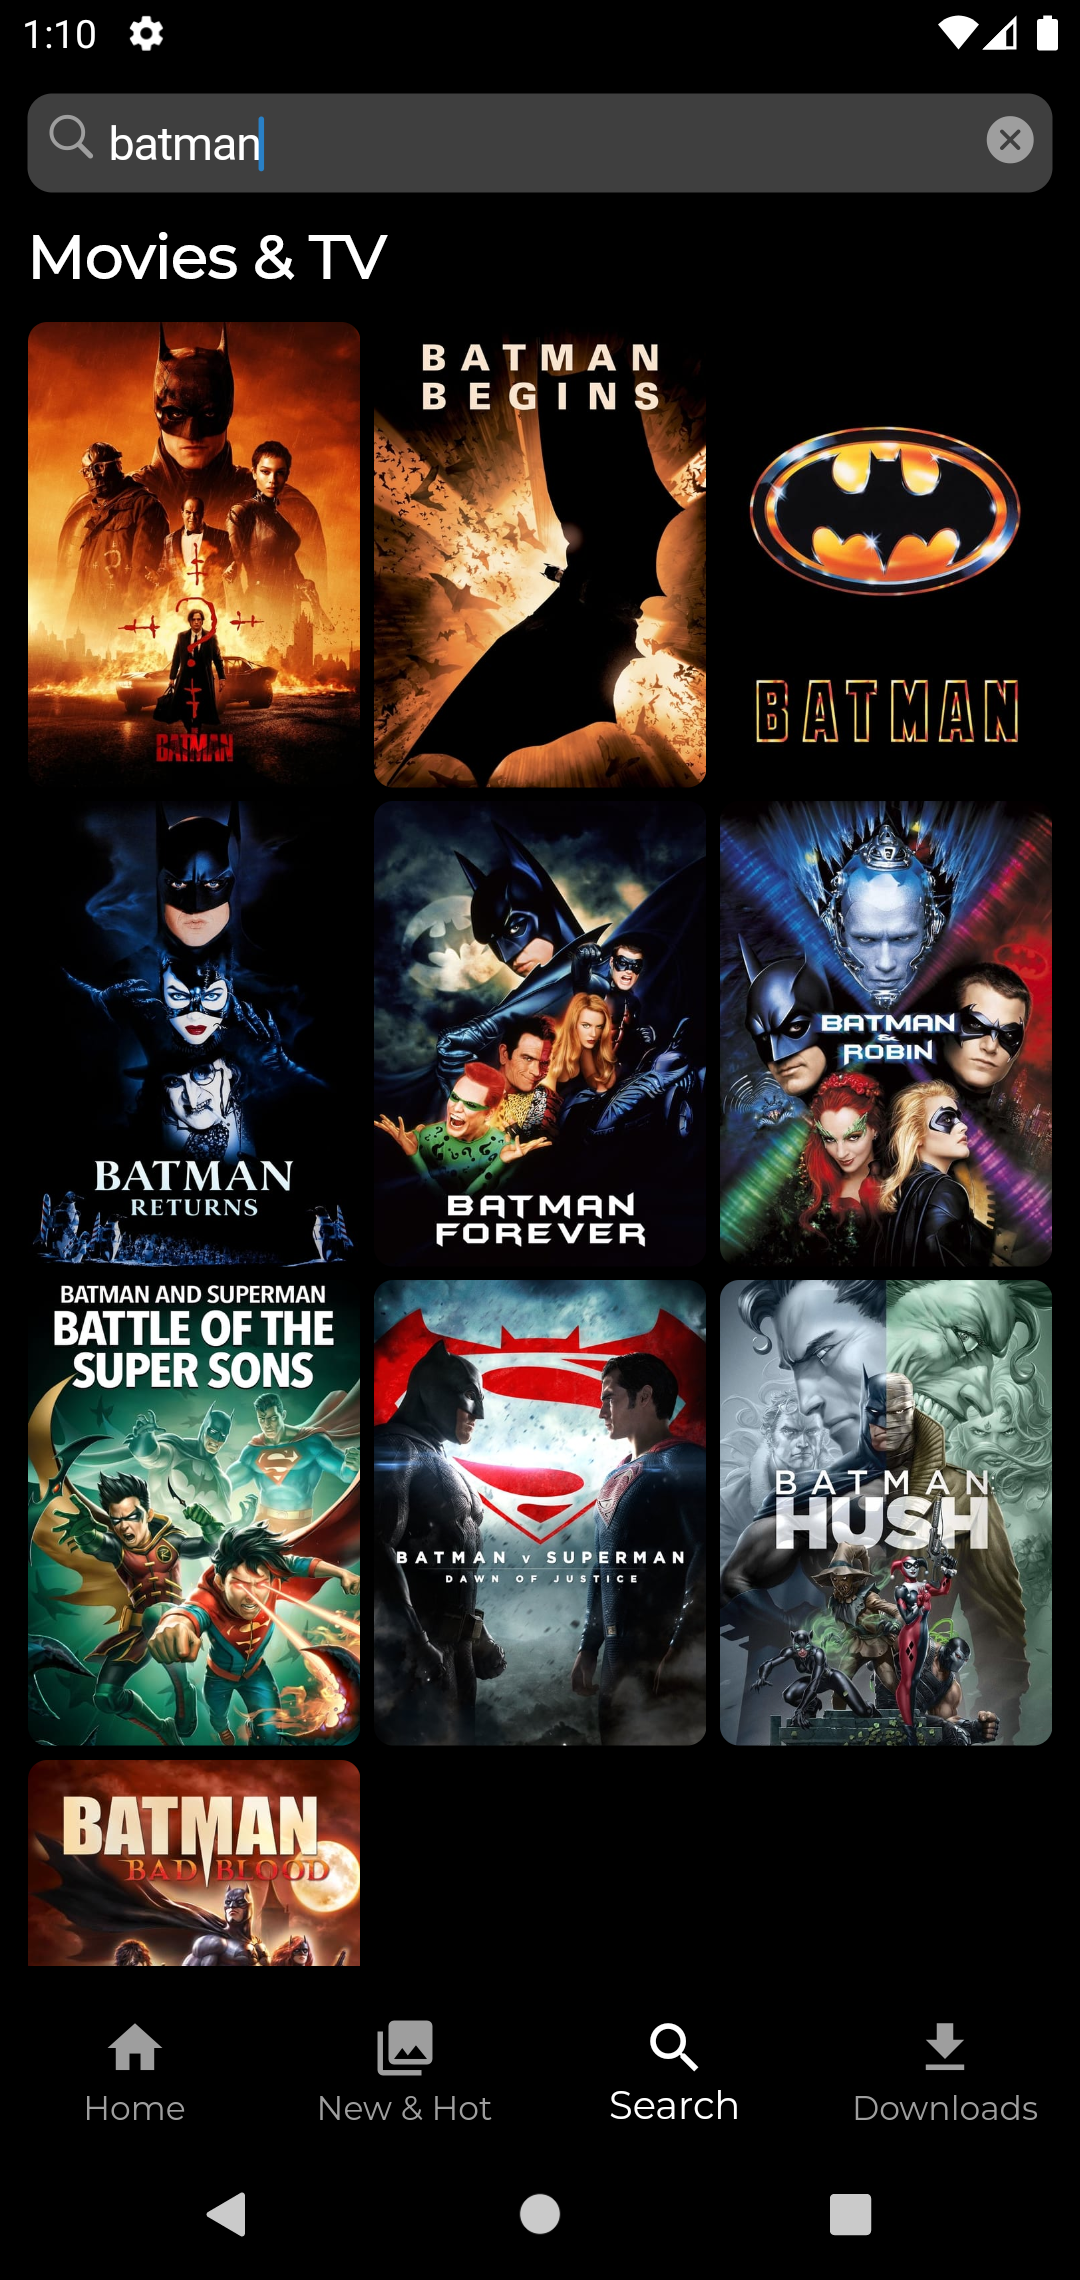 1:10
batman
Movies & TV
BATMAN
BATMAN
BEGINS
BATMAN
BATMAN
RETURNS
BATMAN
FOREVER
BATMAN
&
ROBIN
BATMAN AND SUPERMAN
BATTLE OF THE
SUPER SONS
BATMAN v SUPERMAN
DAWN OF JUSTICE
BATMAN:
HUSH
BATMAN
BAD BLOOD
Home
New & Hot
Search
Downloads